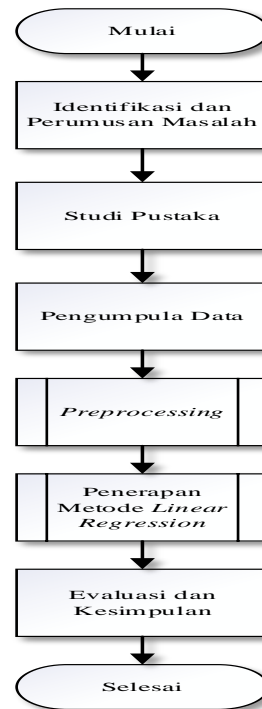 Mulai
Identifikasi dan
Perumusan Masalah
Studi Pustaka
Pengumpula Data
Preprocessing
Penerapan
Metode Linear
Regression
Evaluasi dan
Kesimpulan
Selesai